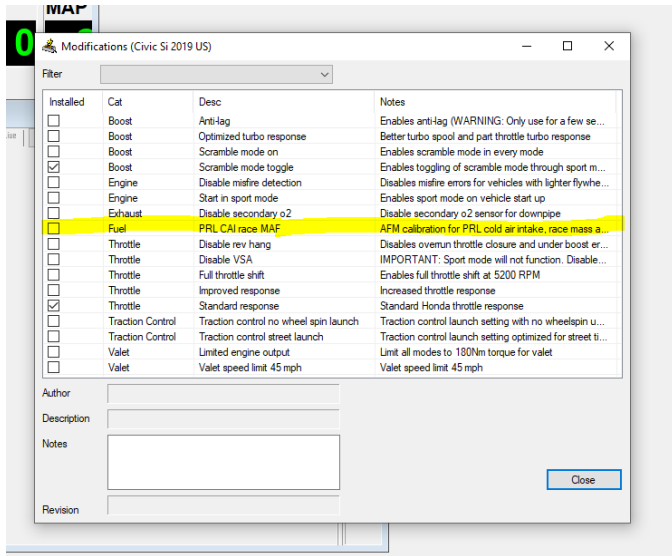 MAP
0
Modifications (Civic Si 2019 US)
Filter
Installed Cat Desc Notes
Boost Anti-lag Enables anti-lag (WARNING: Only use for a few se...
Boost Optimized turbo response Better turbo spool and part throttle turbo response
Boost Scramble mode on Enables scramble mode in every mode
Boost Scramble mode toggle Enables toggling of scramble mode through sport m...
Engine Disable misfire detection Disables misfire errors for vehicles with lighter flywhe...
Engine Start in sport mode Enables sport mode on vehicle start up
Exhaust Disable secondary o2 Disable secondary o2 sensor for downpipe
Fuel PRL CAI race MAF AFM calibration for PRL cold air intake, race mass a...
Throttle Disable rev hang Disables overrun throttle closure and under boost er...
Throttle Disable VSA IMPORTANT: Sport mode will not function. Disable...
Throttle Full throttle shift Enables full throttle shift at 5200 RPM
Throttle Improved response Increased throttle response
Throttle Standard response Standard Honda throttle response
Traction Control Traction control no wheel spin launch Traction control launch setting with no wheelspin u...
Traction Control Traction control street launch Traction control launch setting optimized for street ti...
Valet Limited engine output Limit all modes to 180Nm torque for valet
Valet Valet speed limit 45 mph Valet speed limit 45 mph
Author
Description
Notes
Close
Revision